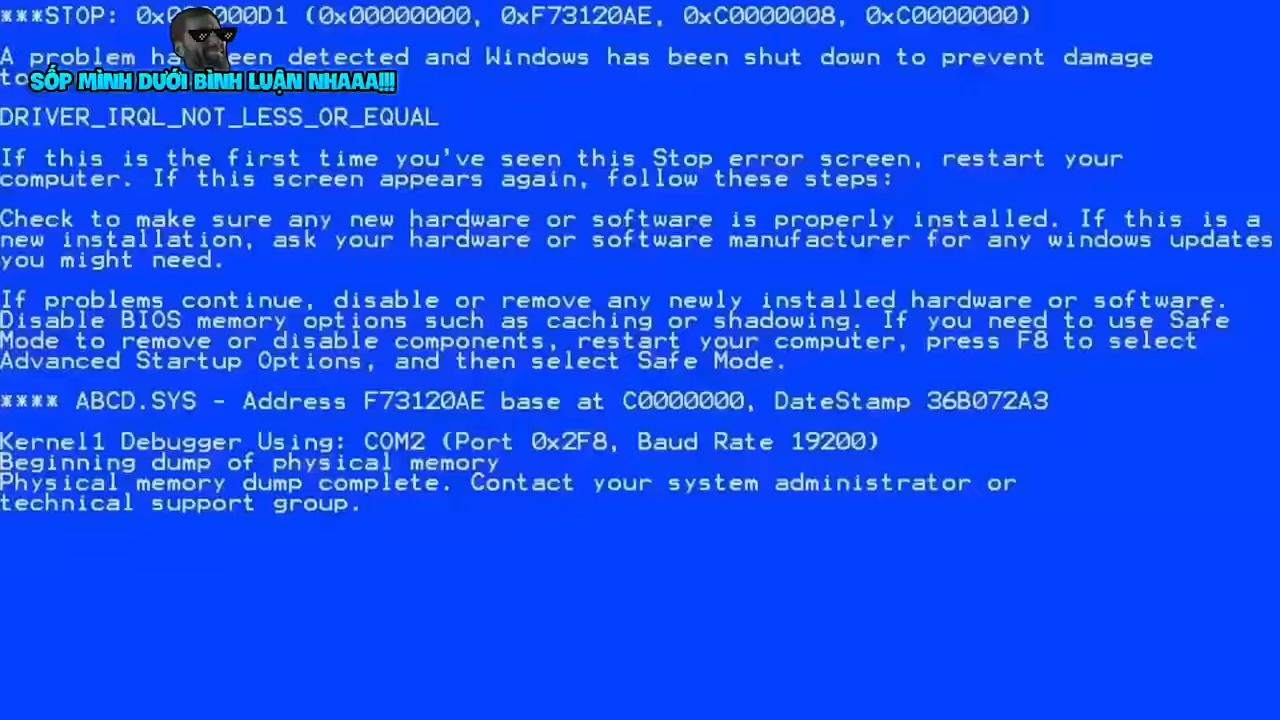 ***STOP: 000D1 (0x00000000, 0xF73120AE, 0xC0000008, 0xC0000000)
A problem been detected and Windows has been shut down to prevent damage
to
SỐP MÌNH DƯỚI BÌNH LUẬN NHAAA!!!
DRIVER_IRQL_NOT_LESS_OR_EQUAL
If this is the first time you've seen this Stop error screen, restart your
computer. If this screen appears again, follow these steps:
Check to make sure any new hardware or software is properly installed. If this is a
new installation, ask your hardware or software manufacturer for any windows updates
you might need.
If problems continue, disable or remove any newly installed hardware or software.
Disable BIOS memory options such as caching or shadowing. If you need to use Safe
Mode to remove or disable components, restart your computer, press F8 to select
Advanced Startup Options, and then select Safe Mode.
**** ABCD.SYS - Address F73120AE base at C0000000, DateStamp 36B072A3
Kernel1 Debugger Using: COM2 (Port 0x2F8, Baud Rate 19200)
Beginning dump of physical memory
Physical memory dump complete. Contact your system administrator or
technical support group.